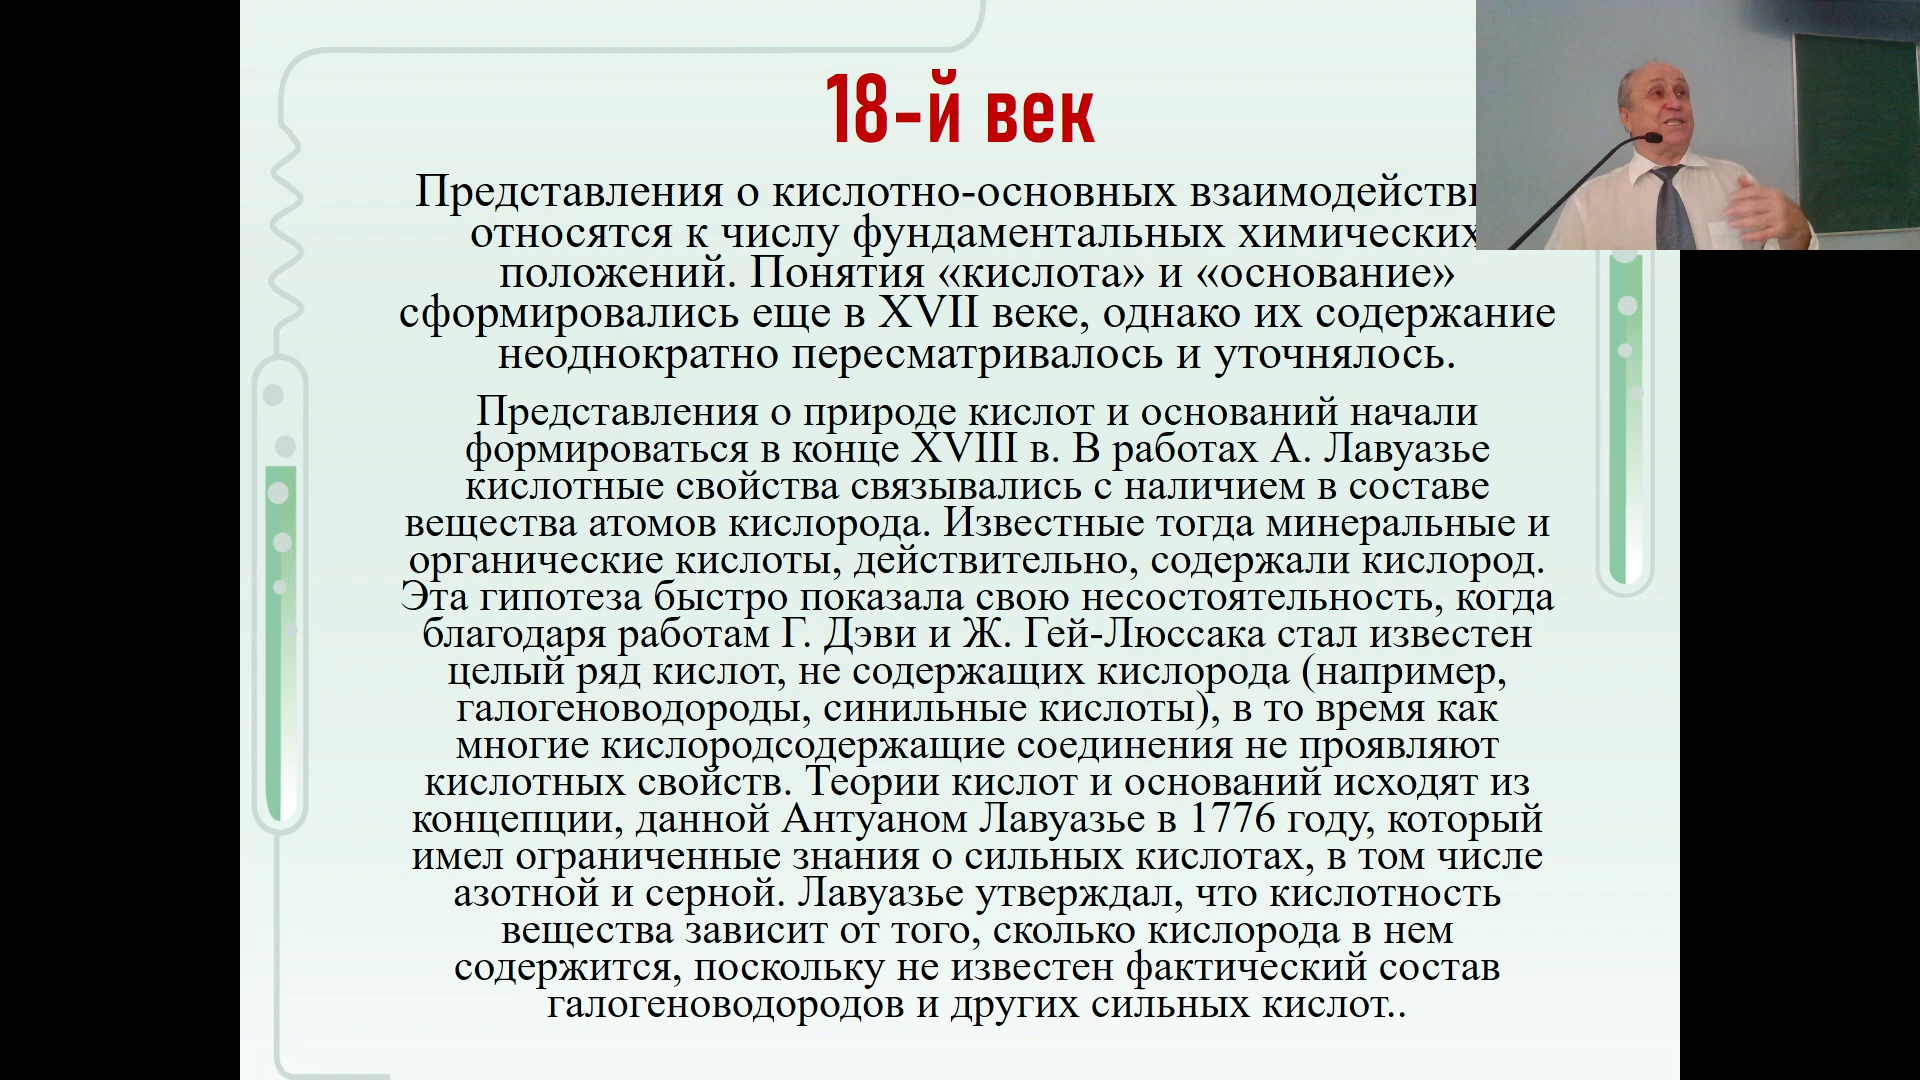 18-й век
Представления о кислотно-основных
относятся к числу фундаментальных химических
положений. Понятия «кислота» и «основание»
сформировались еще в XVII веке, однако их содержание
неоднократно пересматривалось и уточнялось.
Представления о природе кислот и оснований начали
формироваться в конце XVIII в. В работах А. Лавуазье
кислотные свойства связывались с наличием в составе
вещества атомов кислорода. Известные тогда минеральные и
органические кислоты, действительно, содержали кислород.
Эта гипотеза быстро показала свою несостоятельность, когда
благодаря работам Г. Дэви и Ж. Гей-Люссака стал известен
целый ряд кислот, не содержащих кислорода (например,
галогеноводороды, синильные кислоты), в то время как
многие кислородсодержащие соединения не проявляют
кислотных свойств. Теории кислот и оснований исходят из
концепции, данной Антуаном Лавуазье в 1776 году, который
имел ограниченные знания о сильных кислотах, в том числе
азотной и серной. Лавуазье утверждал, что кислотность
вещества зависит от того, сколько кислорода в нем
содержится, поскольку не известен фактический состав
галогеноводородов и других сильных кислот..